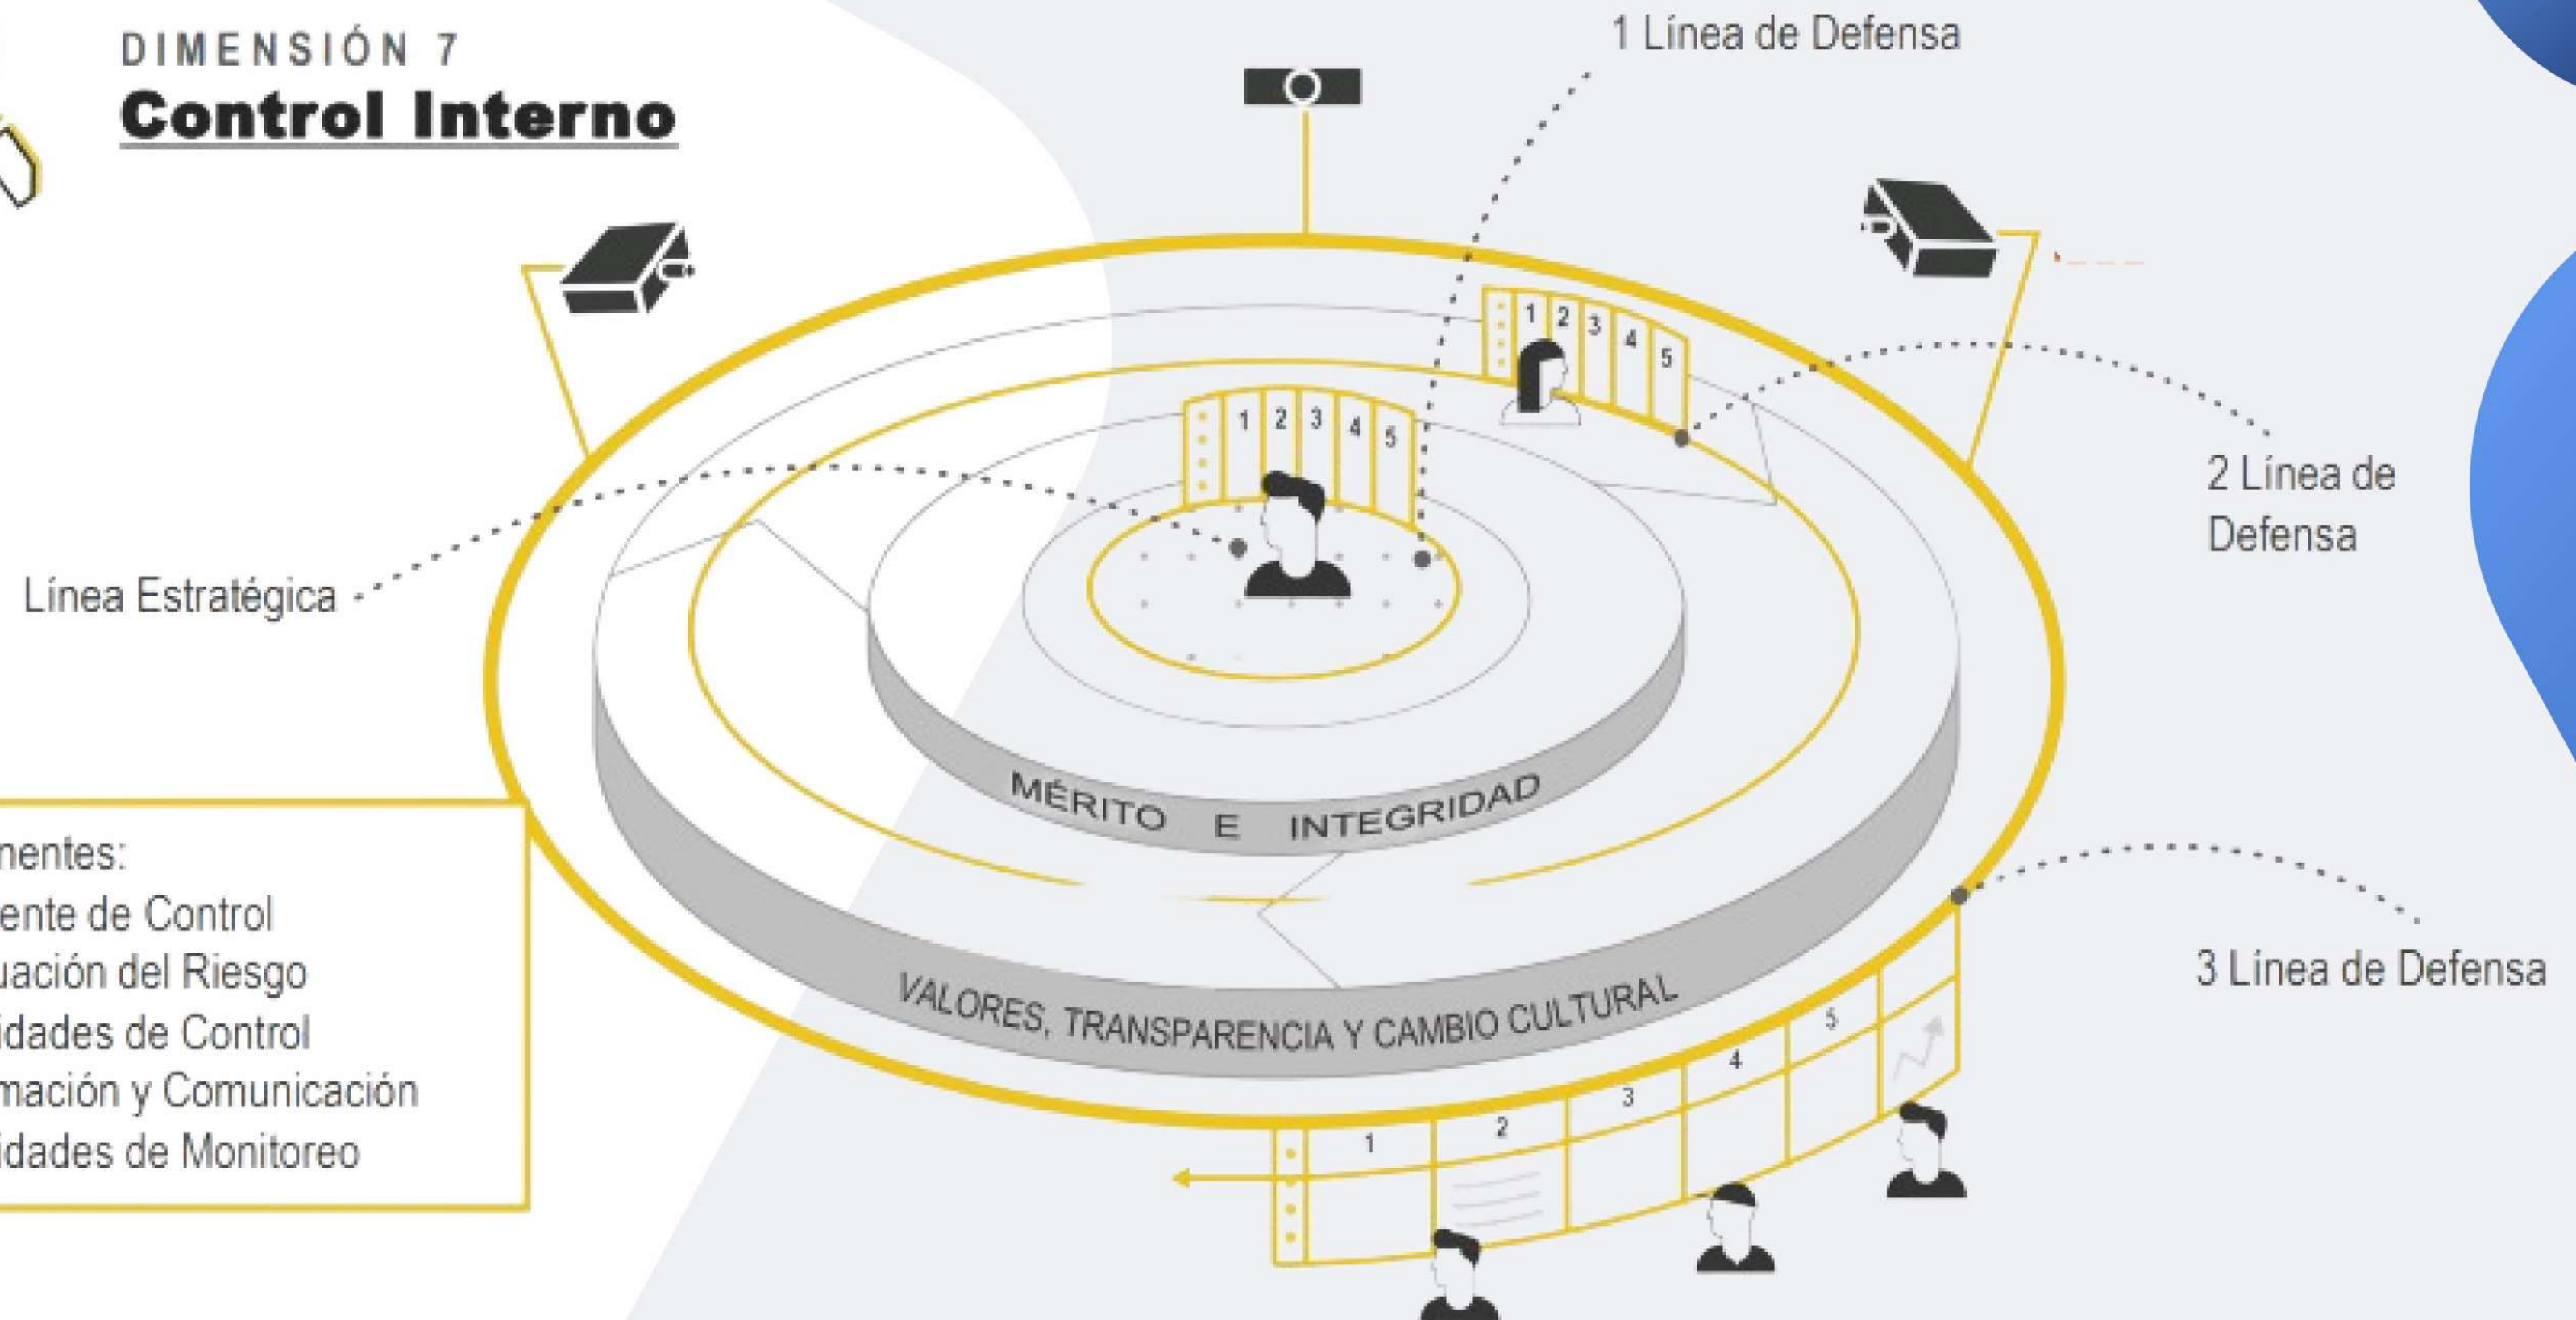 DIMENSIÓN 7
Control Interno
1 Línea de Defensa
1 2 3 4 5
1 2 3 4 5
2 Línea de
Defensa
Línea Estratégica
MÉRITO E INTEGRIDAD
VALORES, TRANSPARENCIA Y CAMBIO CULTURAL
3 Línea de Defensa
nentes:
ente de Control
uación del Riesgo
idades de Control
mación y Comunicación
idades de Monitoreo
1 2 3 4 5